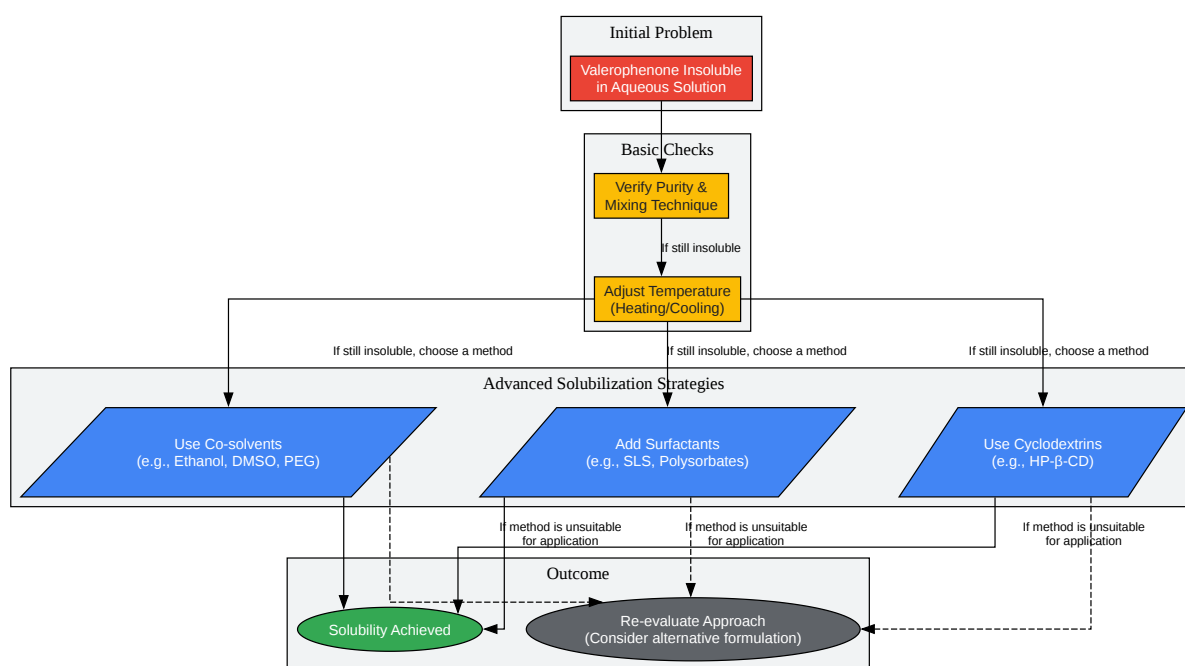 Initial Problem
Valerophenone Insoluble
in Aqueous Solution
Basic Checks
Verify Purity &
Mixing Technique
If still insoluble
Adjust Temperature
(Heating/Cooling)
If still insoluble, choose a method
If still insoluble, choose a method
If still insoluble, choose a method
Advanced Solubilization Strategies
Use Co-solvents
(e.g., Ethanol, DMSO, PEG)
Add Surfactants
(e.g., SLS, Polysorbates)
Use Cyclodextrins
(e.g., HP-β-CD)
If method is unsuitable
for application
If method is unsuitable
for application
If method is unsuitable
for application
Outcome
Solubility Achieved
Re-evaluate Approach
(Consider alternative formulation)